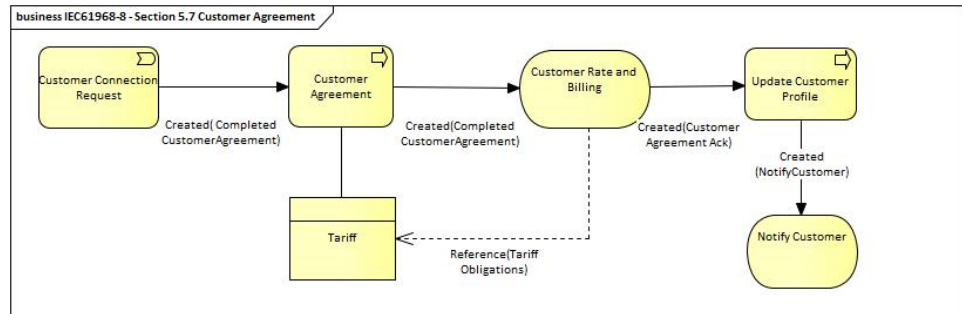 business IEC61968-8 - Section 5.7 Customer Agreement
Customer Connection
Request
Created( Completed
CustomerAgreement)
Customer
Agreement
Created(Completed
CustomerAgreement)
Customer Rate and
Billing
Created(Customer
Agreement Ack)
Update Customer
Profile
Created
(NotifyCustomer)
Tariff
Reference(Tariff
Obligations)
Notify Customer